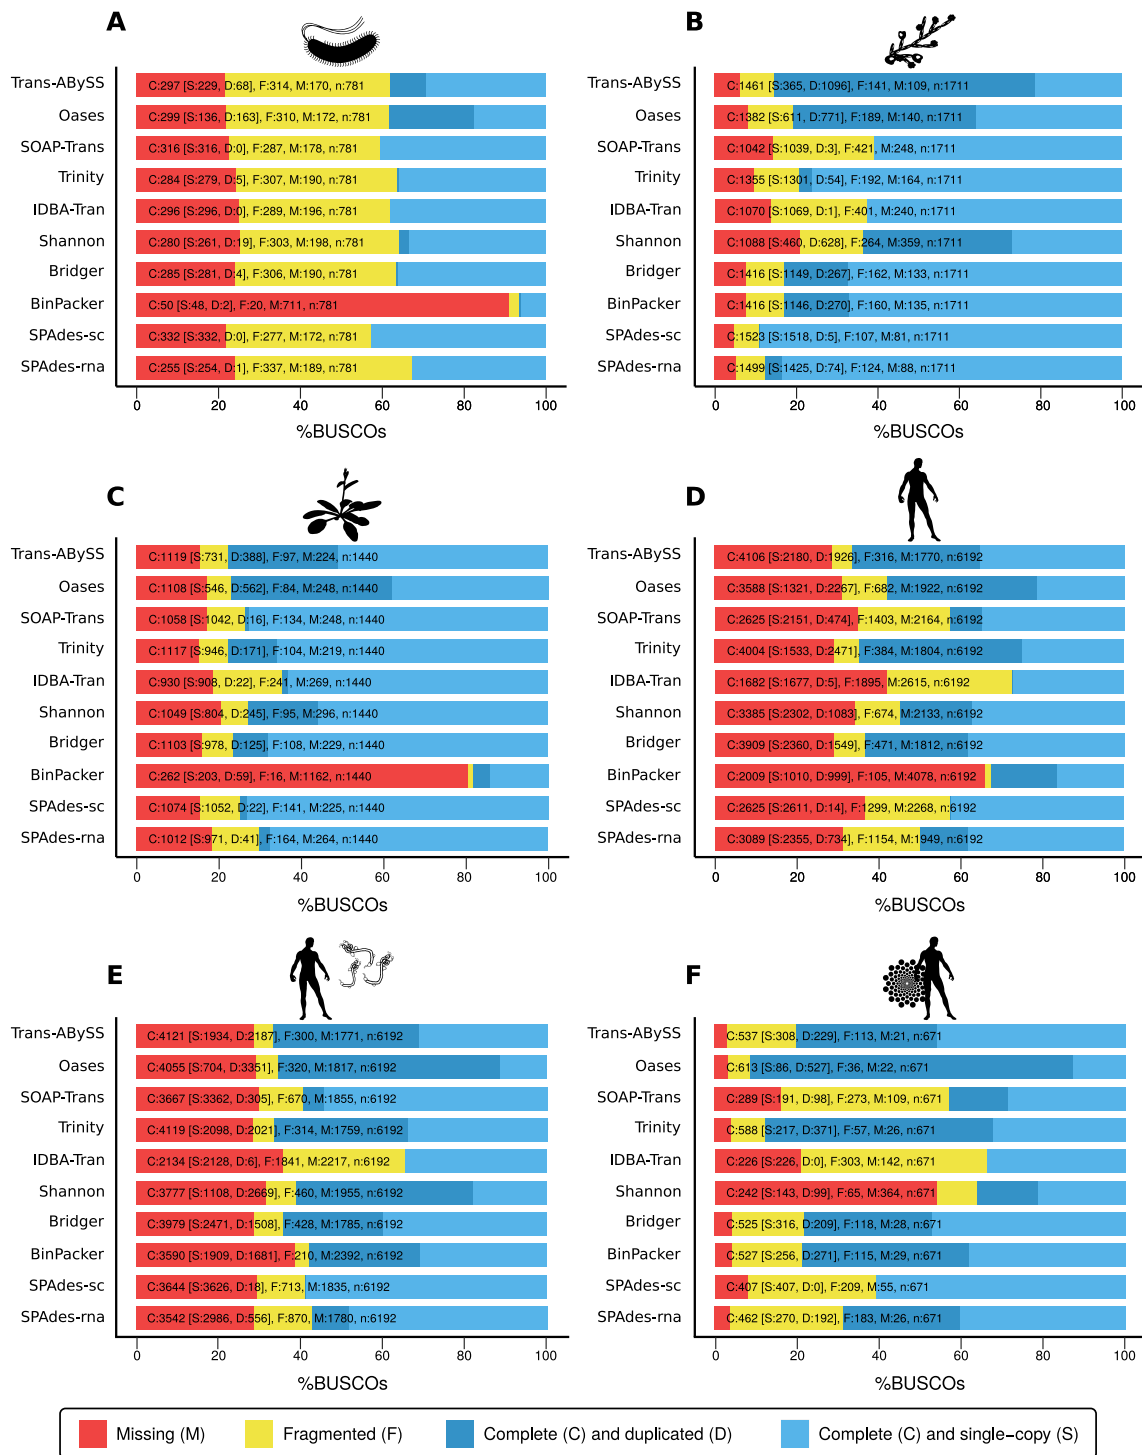 A
Trans-ABySS
C:297 [S:229, D:68], F:314, M:170, n:781
Oases
C:299 [S:136, D:163], F:310, M:172, n:781
SOAP-Trans
C:316 [S:316, D:0], F:287, M:178, n:781
Trinity
C:284 [S:279, D:5], F:307, M:190, n:781
IDBA-Tran
C:296 [S:296, D:0], F:289, M:196, n:781
Shannon
C:280 [S:261, D:19], F:303, M:198, n:781
Bridger
C:285 [S:281, D:4], F:306, M:190, n:781
BinPacker
C:50 [S:48, D:2], F:20, M:711, n:781
SPAdes-sc
C:332 [S:332, D:0], F:277, M:172, n:781
SPAdes-rna
C:255 [S:254, D:1], F:337, M:189, n:781
0 20 40 60 80 100
%BUSCOs
B
Trans-ABySS
C:1461 [S:365, D:1096], F:141, M:109, n:1711
Oases
C:1382 [S:611, D:771], F:189, M:140, n:1711
SOAP-Trans
C:1042 [S:1039, D:3], F:421, M:248, n:1711
Trinity
C:1355 [S:1301, D:54], F:192, M:164, n:1711
IDBA-Tran
C:1070 [S:1069, D:1], F:401, M:240, n:1711
Shannon
C:1088 [S:460, D:628], F:264, M:359, n:1711
Bridger
C:1416 [S:1149, D:267], F:162, M:133, n:1711
BinPacker
C:1416 [S:1146, D:270], F:160, M:135, n:1711
SPAdes-sc
C:1523 [S:1518, D:5], F:107, M:81, n:1711
SPAdes-rna
C:1499 [S:1425, D:74], F:124, M:88, n:1711
0 20 40 60 80 100
%BUSCOs
C
Trans-ABySS
C:1119 [S:731, D:388], F:97, M:224, n:1440
Oases
C:1108 [S:546, D:562], F:84, M:248, n:1440
SOAP-Trans
C:1058 [S:1042, D:16], F:134, M:248, n:1440
Trinity
C:1117 [S:946, D:171], F:104, M:219, n:1440
IDBA-Tran
C:930 [S:908, D:22], F:241, M:269, n:1440
Shannon
C:1049 [S:804, D:245], F:95, M:296, n:1440
Bridger
C:1103 [S:978, D:125], F:108, M:229, n:1440
BinPacker
C:262 [S:203, D:59], F:16, M:1162, n:1440
SPAdes-sc
C:1074 [S:1052, D:22], F:141, M:225, n:1440
SPAdes-rna
C:1012 [S:971, D:41], F:164, M:264, n:1440
0 20 40 60 80 100
%BUSCOs
D
Trans-ABySS
C:4106 [S:2180, D:1926], F:316, M:1770, n:6192
Oases
C:3588 [S:1321, D:2267], F:682, M:1922, n:6192
SOAP-Trans
C:2625 [S:2151, D:474], F:1403, M:2164, n:6192
Trinity
C:4004 [S:1533, D:2471], F:384, M:1804, n:6192
IDBA-Tran
C:1682 [S:1677, D:5], F:1895, M:2615, n:6192
Shannon
C:3385 [S:2302, D:1083], F:674, M:2133, n:6192
Bridger
C:3909 [S:2360, D:1549], F:471, M:1812, n:6192
BinPacker
C:2009 [S:1010, D:999], F:105, M:4078, n:6192
SPAdes-sc
C:2625 [S:2611, D:14], F:1299, M:2268, n:6192
SPAdes-rna
C:3089 [S:2355, D:734], F:1154, M:1949, n:6192
0 20 40 60 80 100
%BUSCOs
E
Trans-ABySS
C:4121 [S:1934, D:2187], F:300, M:1771, n:6192
Oases
C:4055 [S:704, D:3351], F:320, M:1817, n:6192
SOAP-Trans
C:3667 [S:3362, D:305], F:670, M:1855, n:6192
Trinity
C:4119 [S:2098, D:2021], F:314, M:1759, n:6192
IDBA-Tran
C:2134 [S:2128, D:6], F:1841, M:2217, n:6192
Shannon
C:3777 [S:1108, D:2669], F:460, M:1955, n:6192
Bridger
C:3979 [S:2471, D:1508], F:428, M:1785, n:6192
BinPacker
C:3590 [S:1909, D:1681], F:210, M:2392, n:6192
SPAdes-sc
C:3644 [S:3626, D:18], F:713, M:1835, n:6192
SPAdes-rna
C:3542 [S:2986, D:556], F:870, M:1780, n:6192
0 20 40 60 80 100
%BUSCOs
F
Trans-ABySS
C:537 [S:308, D:229], F:113, M:21, n:671
Oases
C:613 [S:86, D:527], F:36, M:22, n:671
SOAP-Trans
C:289 [S:191, D:98], F:273, M:109, n:671
Trinity
C:588 [S:217, D:371], F:57, M:26, n:671
IDBA-Tran
C:226 [S:226, D:0], F:303, M:142, n:671
Shannon
C:242 [S:143, D:99], F:65, M:364, n:671
Bridger
C:525 [S:316, D:209], F:118, M:28, n:671
BinPacker
C:527 [S:256, D:271], F:115, M:29, n:671
SPAdes-sc
C:407 [S:407, D:0], F:209, M:55, n:671
SPAdes-rna
C:462 [S:270, D:192], F:183, M:26, n:671
0 20 40 60 80 100
%BUSCOs
Missing (M) Fragmented (F) Complete (C) and duplicated (D) Complete (C) and single−copy (S)